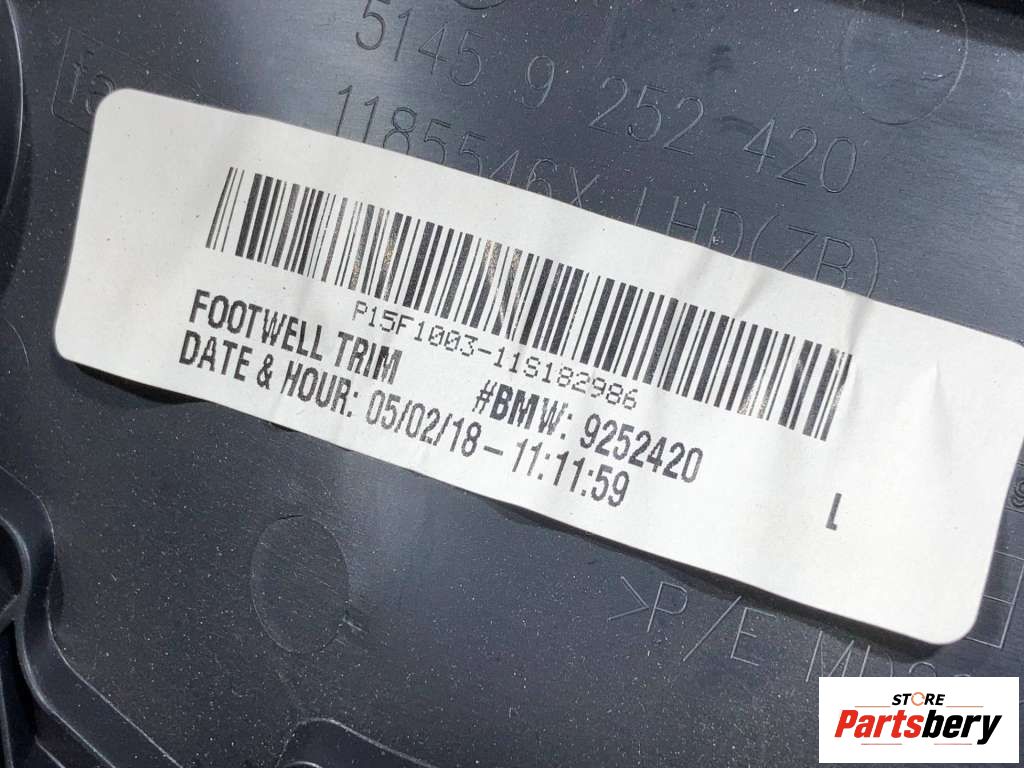 5145 9 252 420
1185546X LHD(ZB)
P15F1003-11S182986
FOOTWELL TRIM #BMW: 9252420
DATE & HOUR: 05/02/18 – 11:11:59
L
>P/E
STORE
Partsbery